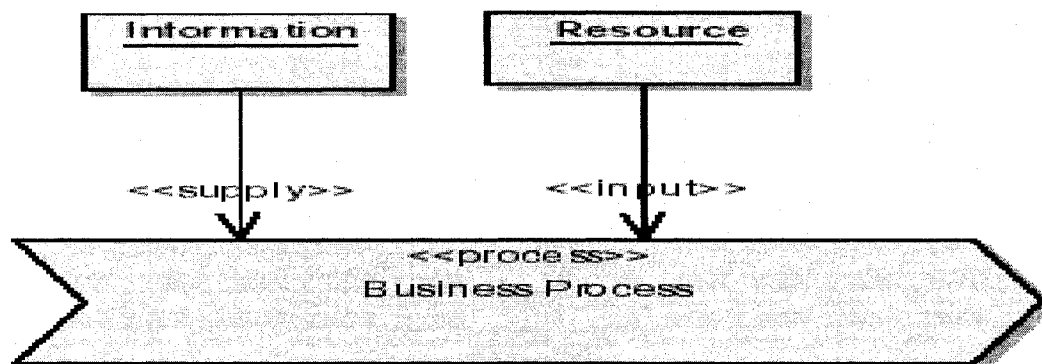 Information
Resource
<<supply>>
<<input>>
<<process>>
Business Process